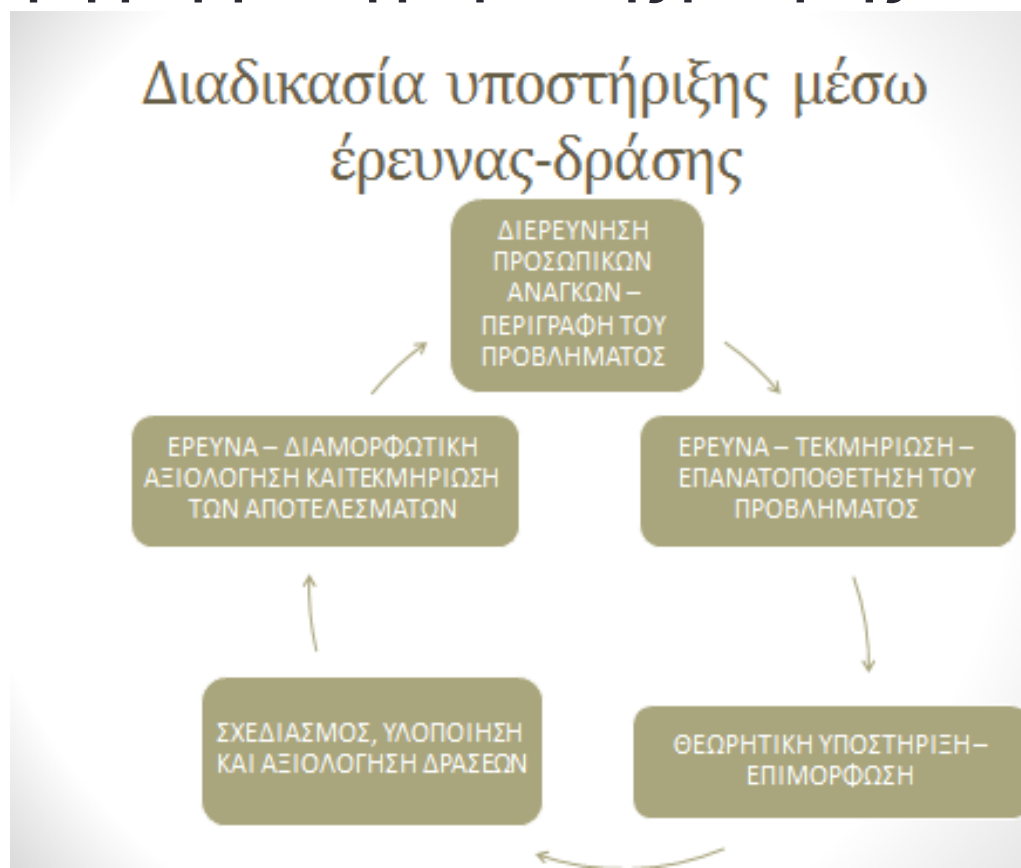 Διαδικασία υποστήριξης μέσω
έρευνας-δράσης
ΔΙΕΡΕΥΝΗΣΗ
ΠΡΟΣΩΠΙΚΩΝ
ΑΝΑΓΚΩΝ –
ΠΕΡΙΓΡΑΦΗ ΤΟΥ
ΠΡΟΒΛΗΜΑΤΟΣ
ΕΡΕΥΝΑ – ΤΕΚΜΗΡΙΩΣΗ –
ΕΠΑΝΑΤΟΠΟΘΕΤΗΣΗ ΤΟΥ
ΠΡΟΒΛΗΜΑΤΟΣ
ΘΕΩΡΗΤΙΚΗ ΥΠΟΣΤΗΡΙΞΗ –
ΕΠΙΜΟΡΦΩΣΗ
ΣΧΕΔΙΑΣΜΟΣ, ΥΛΟΠΟΙΗΣΗ
ΚΑΙ ΑΞΙΟΛΟΓΗΣΗ ΔΡΑΣΕΩΝ
ΕΡΕΥΝΑ – ΔΙΑΜΟΡΦΩΤΙΚΗ
ΑΞΙΟΛΟΓΗΣΗ ΚΑΙΤΕΚΜΗΡΙΩΣΗ
ΤΩΝ ΑΠΟΤΕΛΕΣΜΑΤΩΝ